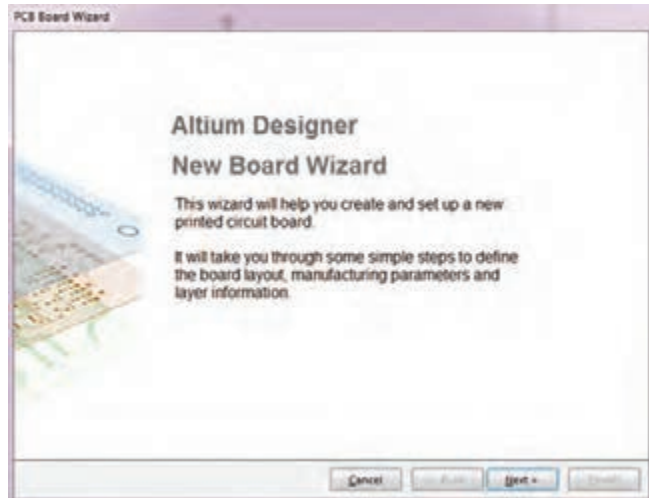 PCB Board Wizard
Altium Designer
New Board Wizard
This wizard will help you create and set up a new
printed circuit board.
It will take you through some simple steps to define
the board layout, manufacturing parameters and
layer information.
Cancel Next >